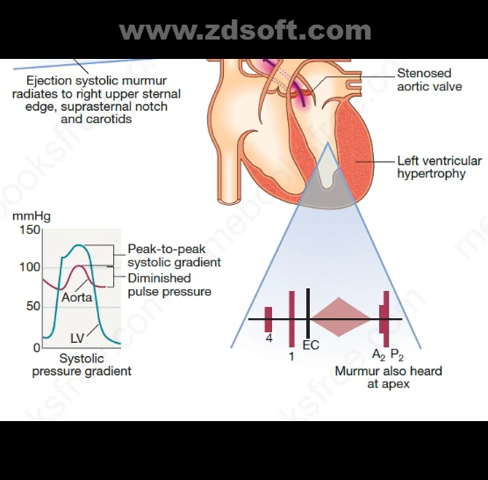 www.zdsoft.com
Ejection systolic murmur
radiates to right upper sternal
edge, suprasternal notch
and carotids
Stenosed
aortic valve
Left ventricular
hypertrophy
mmHg
150
100
50
0
Peak-to-peak
systolic gradient
Diminished
pulse pressure
Aorta
LV
Systolic
pressure gradient
4
1
EC
A2 P2
Murmur also heard
at apex